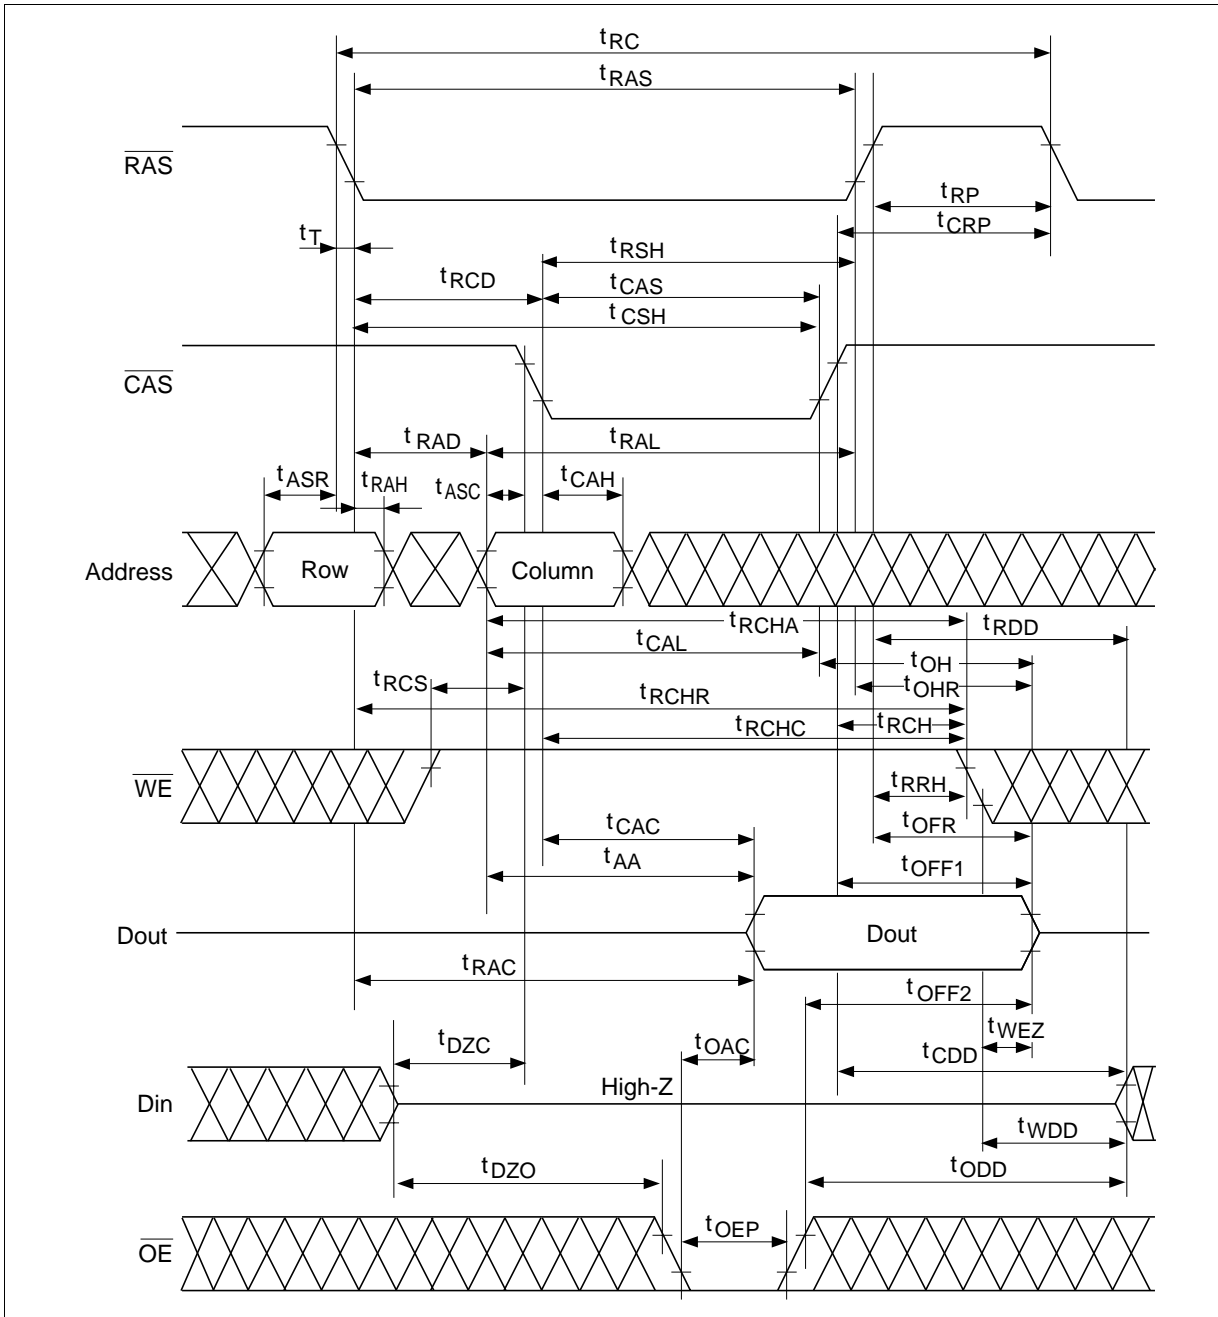 tRC
tRAS
RAS
tRP
tCRP
tT
tRSH
tRCD
tCAS
tCSH
CAS
tRAD
tRAL
tASR
tRAH
tASC
tCAH
Address
Row
Column
tRCHA
tRDD
tCAL
tOH
tRCS
tOHR
tRCHR
tRCHC
tRCH
WE
tRRH
tCAC
tOFR
tAA
tOFF1
Dout
Dout
tRAC
tOFF2
tWEZ
tDZC
tOAC
tCDD
High-Z
Din
tWDD
tDZO
tODD
tOEP
OE